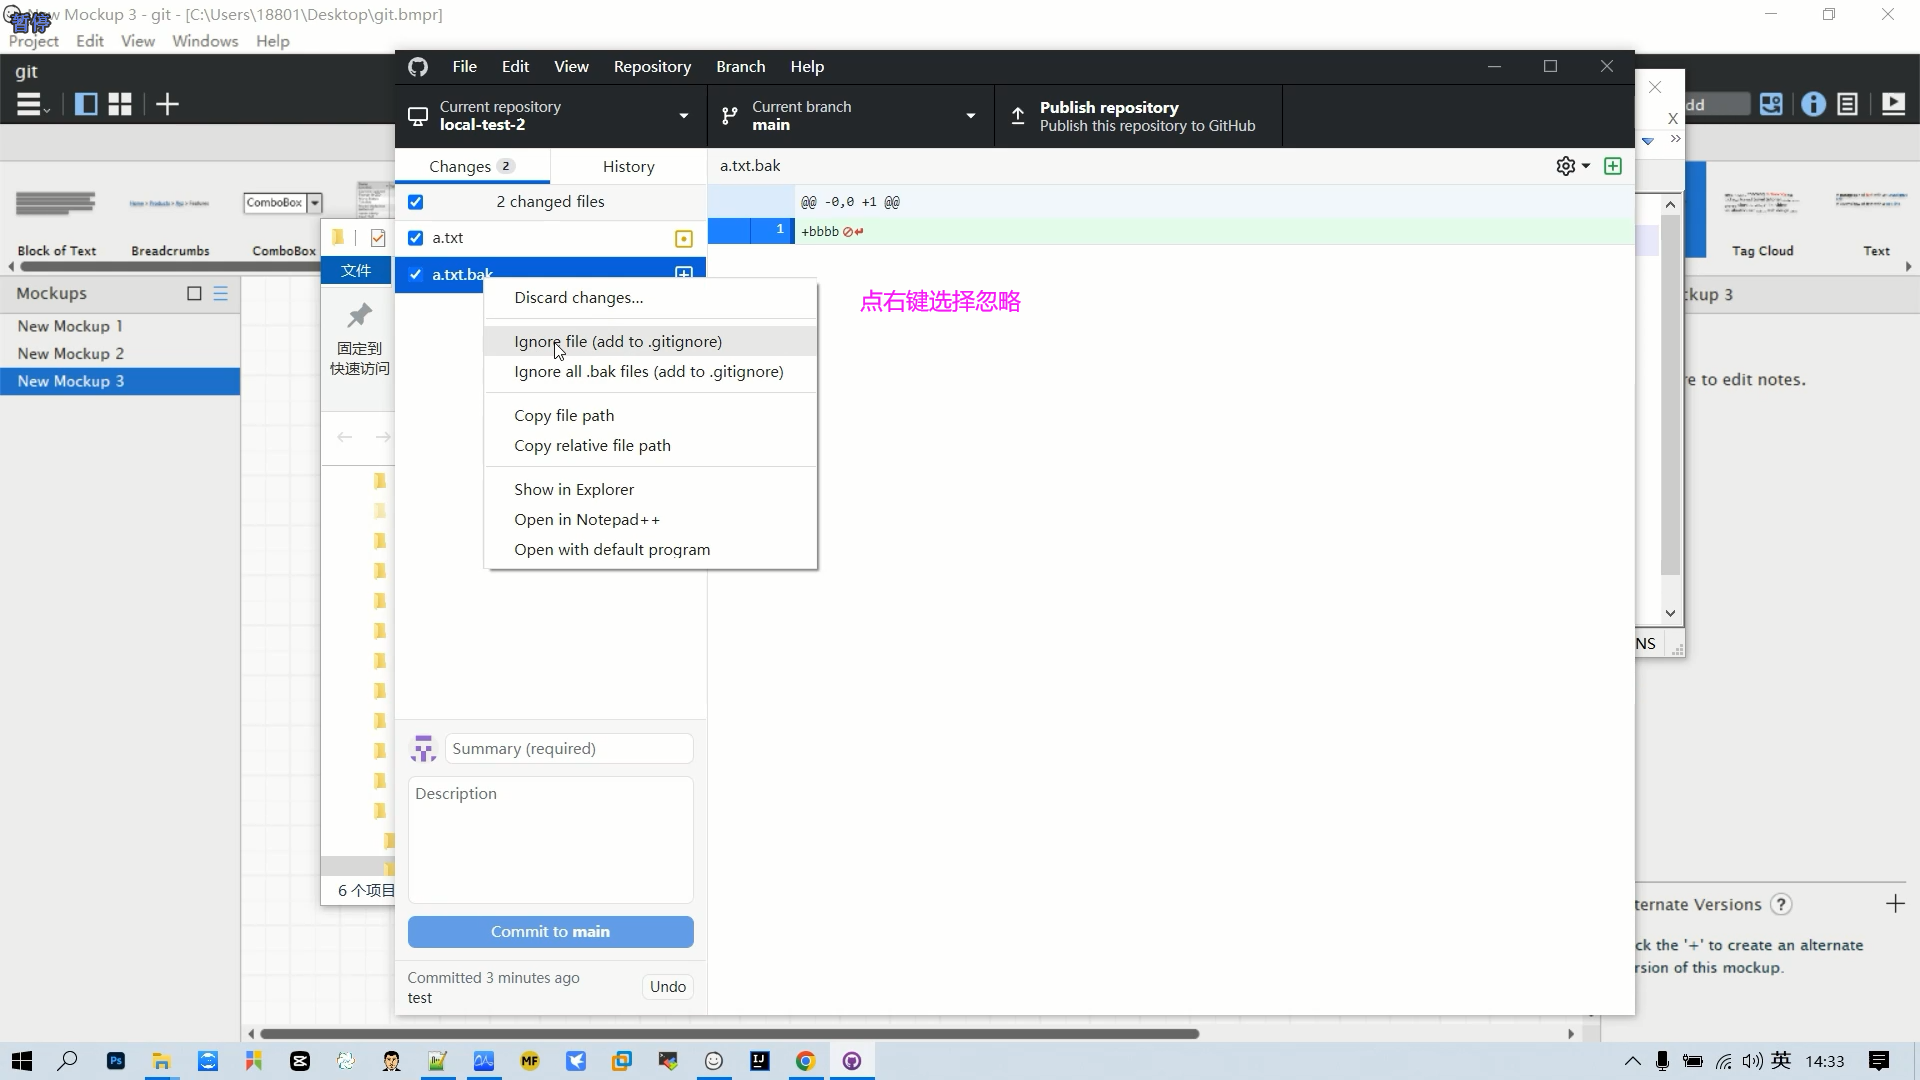 New Mockup 3 - git - [C:\Users\18801\Desktop\git.bmpr]
暂停
Project Edit View Windows Help
git
File Edit View Repository Branch Help
Current repository
local-test-2
Current branch
main
Publish repository
Publish this repository to GitHub
dd
X
Changes 2
History
a.txt.bak
2 changed files
@@ -0,0 +1 @@
1 +bbbb
a.txt
a.txt.bak
Block of Text
Breadcrumbs
ComboBox
ComboBox
Tag Cloud
Text
文件
固定到
快速访问
Mockups
New Mockup 1
New Mockup 2
New Mockup 3
Discard changes...
Ignore file (add to .gitignore)
Ignore all .bak files (add to .gitignore)
Copy file path
Copy relative file path
Show in Explorer
Open in Notepad++
Open with default program
点右键选择忽略
ckup 3
re to edit notes.
NS
6 个项目
Summary (required)
Description
Commit to main
Committed 3 minutes ago
test
Undo
ternate Versions ?
ck the '+' to create an alternate
rsion of this mockup.
Ps
MF
IJ
英
14:33